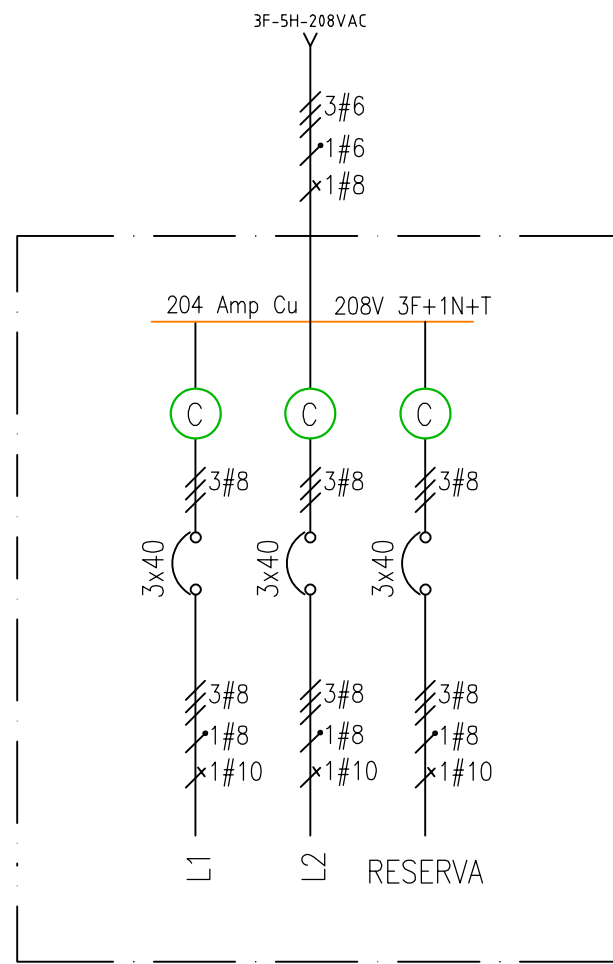 3F-5H-208VAC
3#6
1#6
1#8
204 Amp Cu 208V 3F+1N+T
C C C
3#8 3#8 3#8
3x40 3x40 3x40
3#8 3#8 3#8
1#8 1#8 1#8
1#10 1#10 1#10
L1 L2 RESERVA